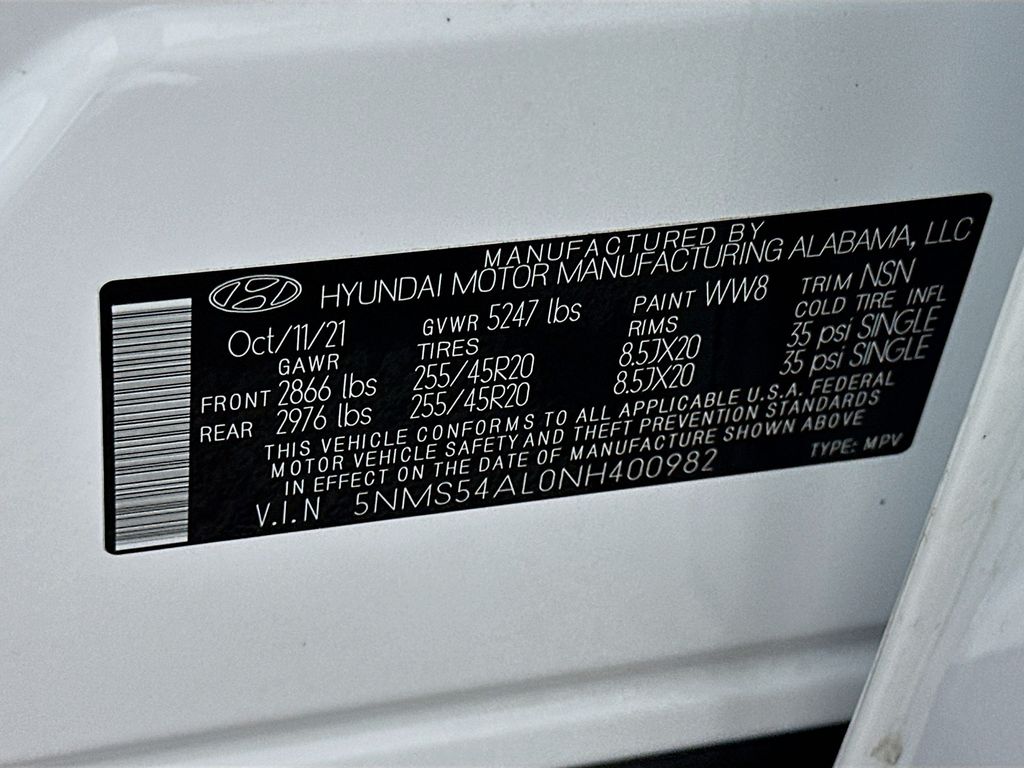 MANUFACTURED BY
HYUNDAI MOTOR MANUFACTURING ALABAMA, LLC
Oct/11/21 GVWR 5247 lbs PAINT WW8 TRIM NSN
GAWR TIRES RIMS COLD TIRE INFL
FRONT 2866 lbs 255/45R20 8.5JX20 35 psi SINGLE
REAR 2976 lbs 255/45R20 8.5JX20 35 psi SINGLE
THIS VEHICLE CONFORMS TO ALL APPLICABLE U.S.A. FEDERAL
MOTOR VEHICLE SAFETY AND THEFT PREVENTION STANDARDS
IN EFFECT ON THE DATE OF MANUFACTURE SHOWN ABOVE
V.I.N 5NMS54AL0NH400982 TYPE: MPV